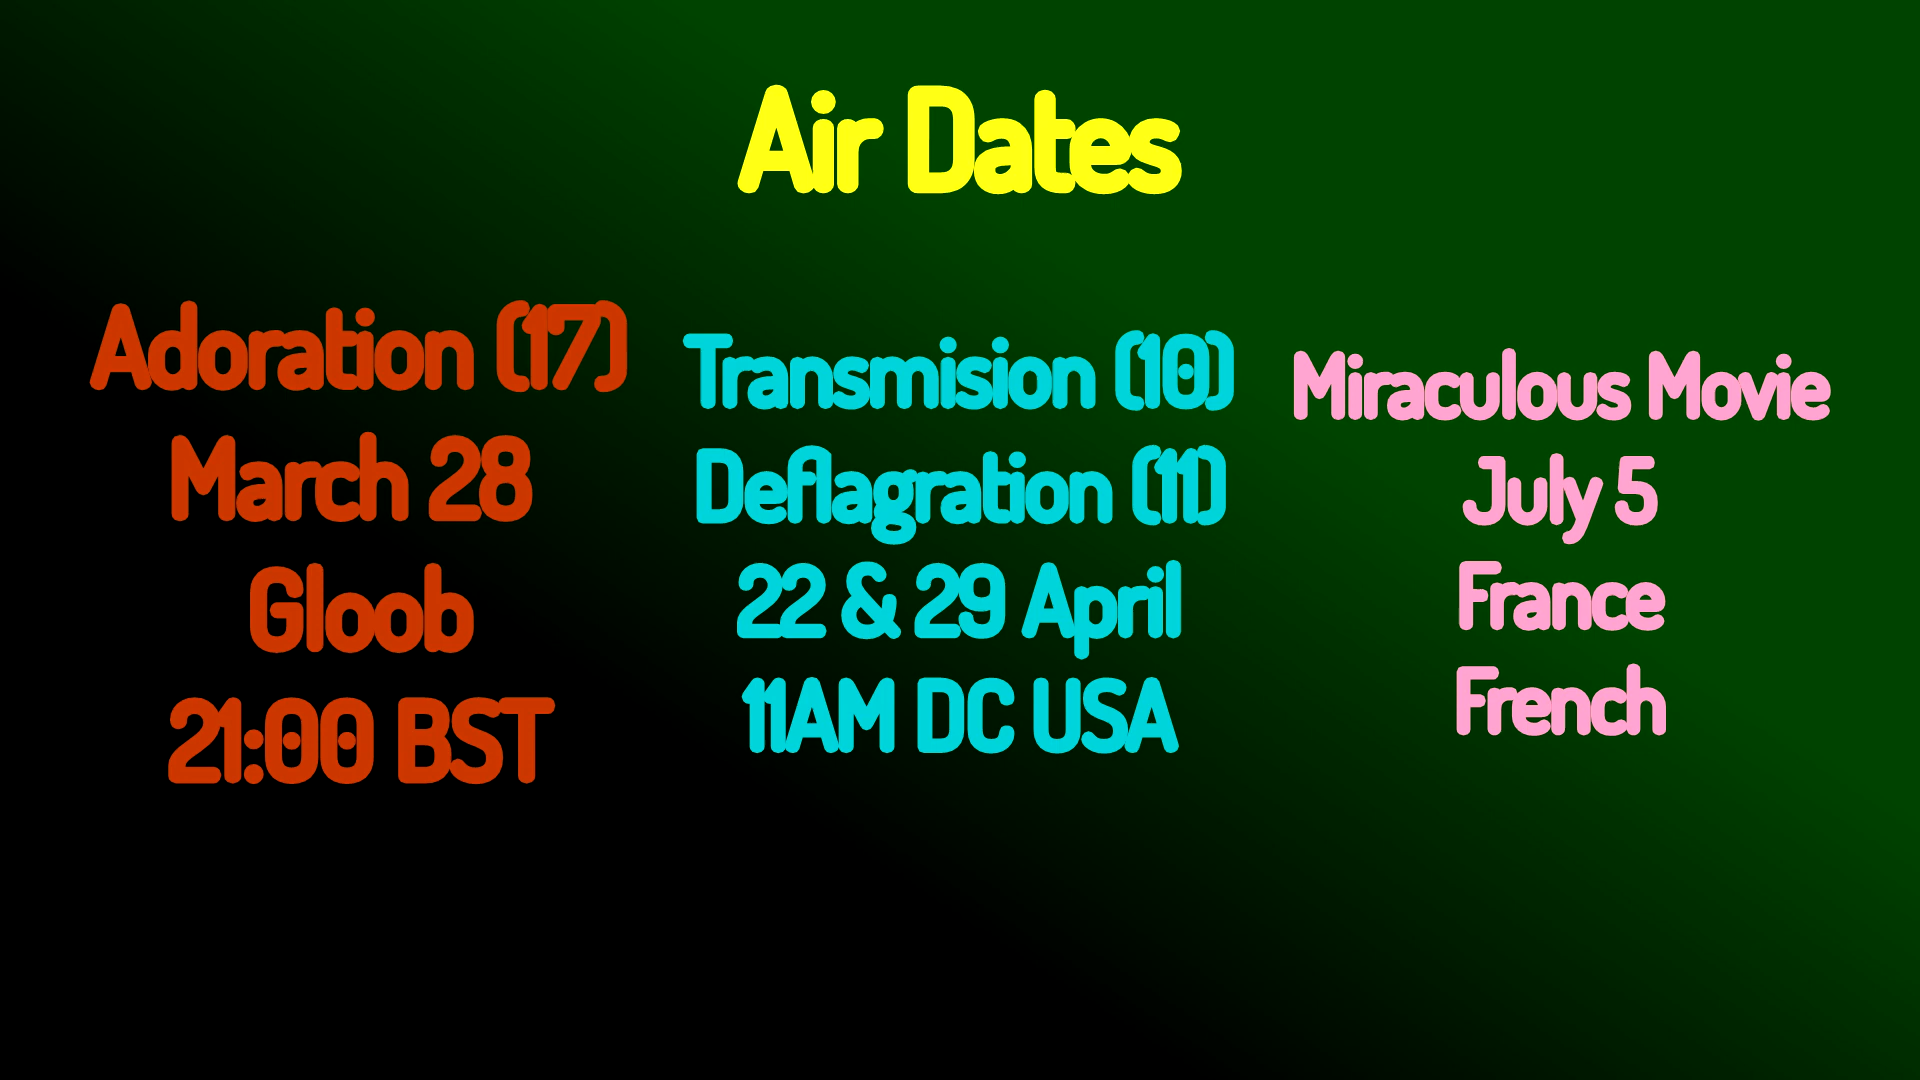 Air Dates
Adoration (17)
March 28
Gloob
21:00 BST
Transmision (10)
Deflagration (11)
22 & 29 April
11AM DC USA
Miraculous Movie
July 5
France
French